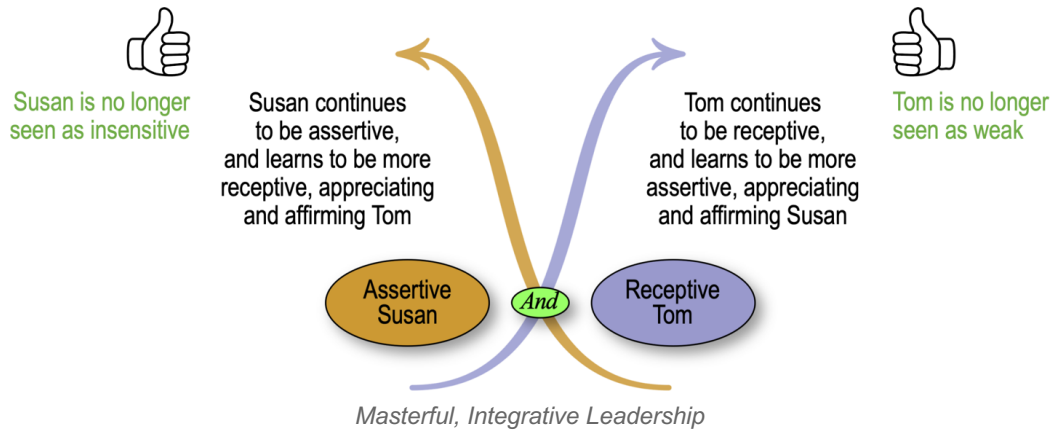 Susan is no longer
seen as insensitive
Susan continues
to be assertive,
and learns to be more
receptive, appreciating
and affirming Tom
Tom continues
to be receptive,
and learns to be more
assertive, appreciating
and affirming Susan
Tom is no longer
seen as weak
Assertive
Susan
And
Receptive
Tom
Masterful, Integrative Leadership